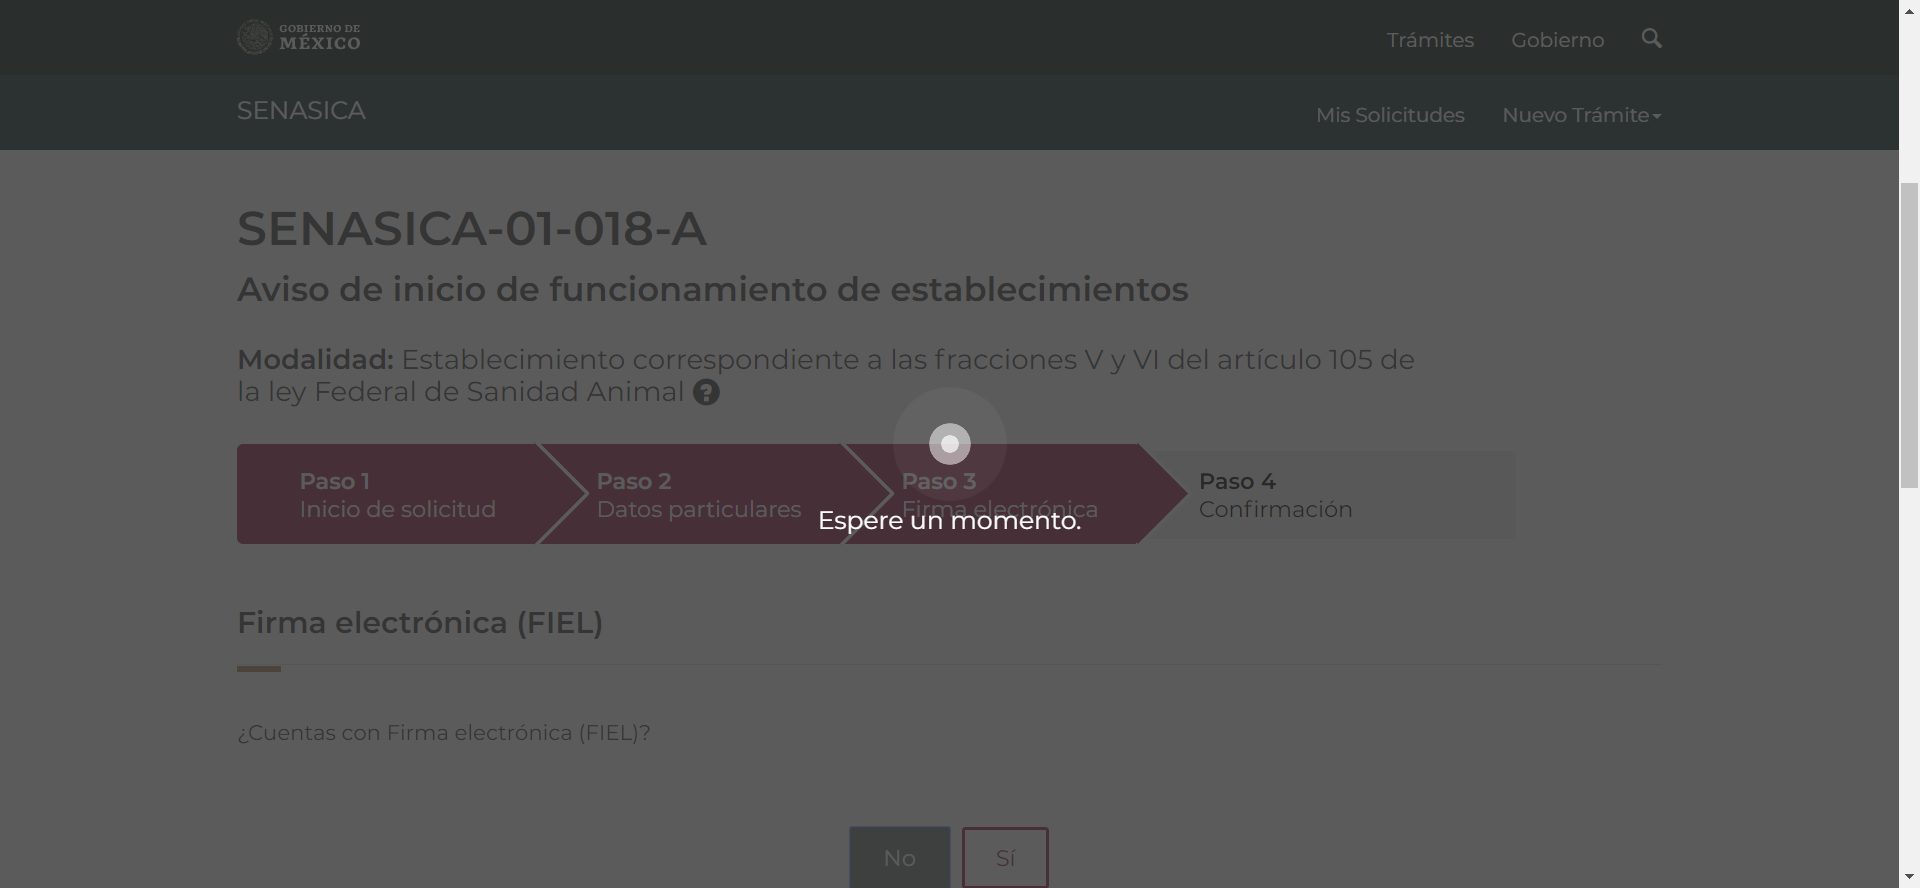 GOBIERNO DE
MÉXICO
Trámites
Gobierno
SENASICA
Mis Solicitudes
Nuevo Trámite
SENASICA-01-018-A
Aviso de inicio de funcionamiento de establecimientos
Modalidad: Establecimiento correspondiente a las fracciones V y VI del artículo 105 de
la ley Federal de Sanidad Animal ?
Paso 1
Inicio de solicitud
Paso 2
Datos particulares
Paso 3
Firma electrónica
Paso 4
Confirmación
Espere un momento.
Firma electrónica (FIEL)
¿Cuentas con Firma electrónica (FIEL)?
No
Sí